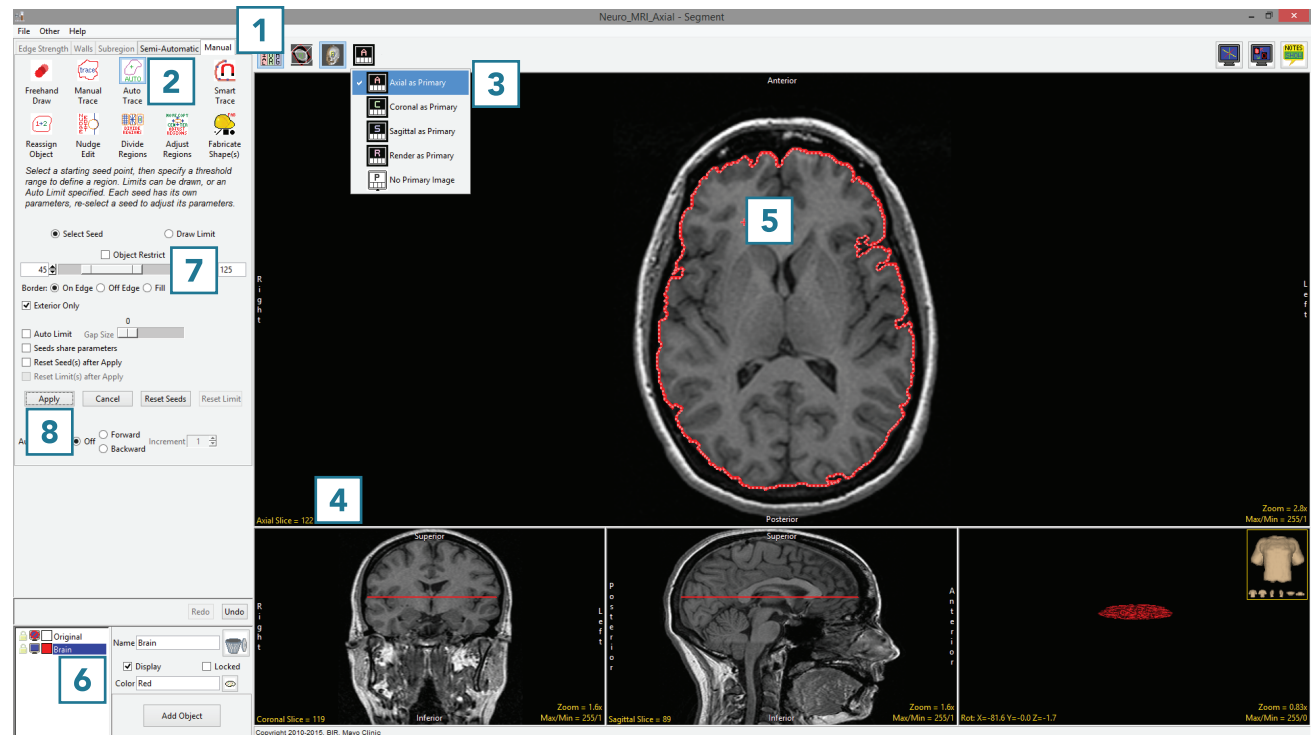 Neuro_MRI_Axial - Segment
File Other Help
1
Edge Strength Walls Subregion Semi-Automatic Manual
trace
AUTO
2
Freehand Draw
Manual Trace
Auto Trace
Smart Trace
1+2
DIVIDE REGIONS
Reassign Object
Nudge Edit
Divide Regions
Adjust Regions
Fabricate Shape(s)
Select a starting seed point, then specify a threshold
range to define a region. Limits can be drawn, or an
Auto Limit specified. Each seed has its own
parameters, re-select a seed to adjust its parameters.
Select Seed Draw Limit
Object Restrict
7
45 125
Border: On Edge Off Edge Fill
Exterior Only
0
Auto Limit Gap Size
Seeds share parameters
Reset Seed(s) after Apply
Reset Limit(s) after Apply
Apply Cancel Reset Seeds Reset Limit
8
Off Forward Increment 1
Backward
Redo Undo
Original
Brain
6
Name Brain
Display Locked
Color Red
Add Object
A
NOTES
3
A Axial as Primary
C Coronal as Primary
S Sagittal as Primary
R Render as Primary
P No Primary Image
Anterior
5
Right
Left
4
Axial Slice = 122
Posterior
Zoom = 2.8x
Max/Min = 255/1
Superior
Right
Left
Coronal Slice = 119
Inferior
Zoom = 1.6x
Max/Min = 255/1
Superior
Posterior
Anterior
Sagittal Slice = 89
Inferior
Zoom = 1.6x
Max/Min = 255/1
Rot: X=-81.6 Y=-0.0 Z=-1.7
Zoom = 0.83x
Max/Min = 255/0
Copyright 2010-2015, BIR, Mayo Clinic